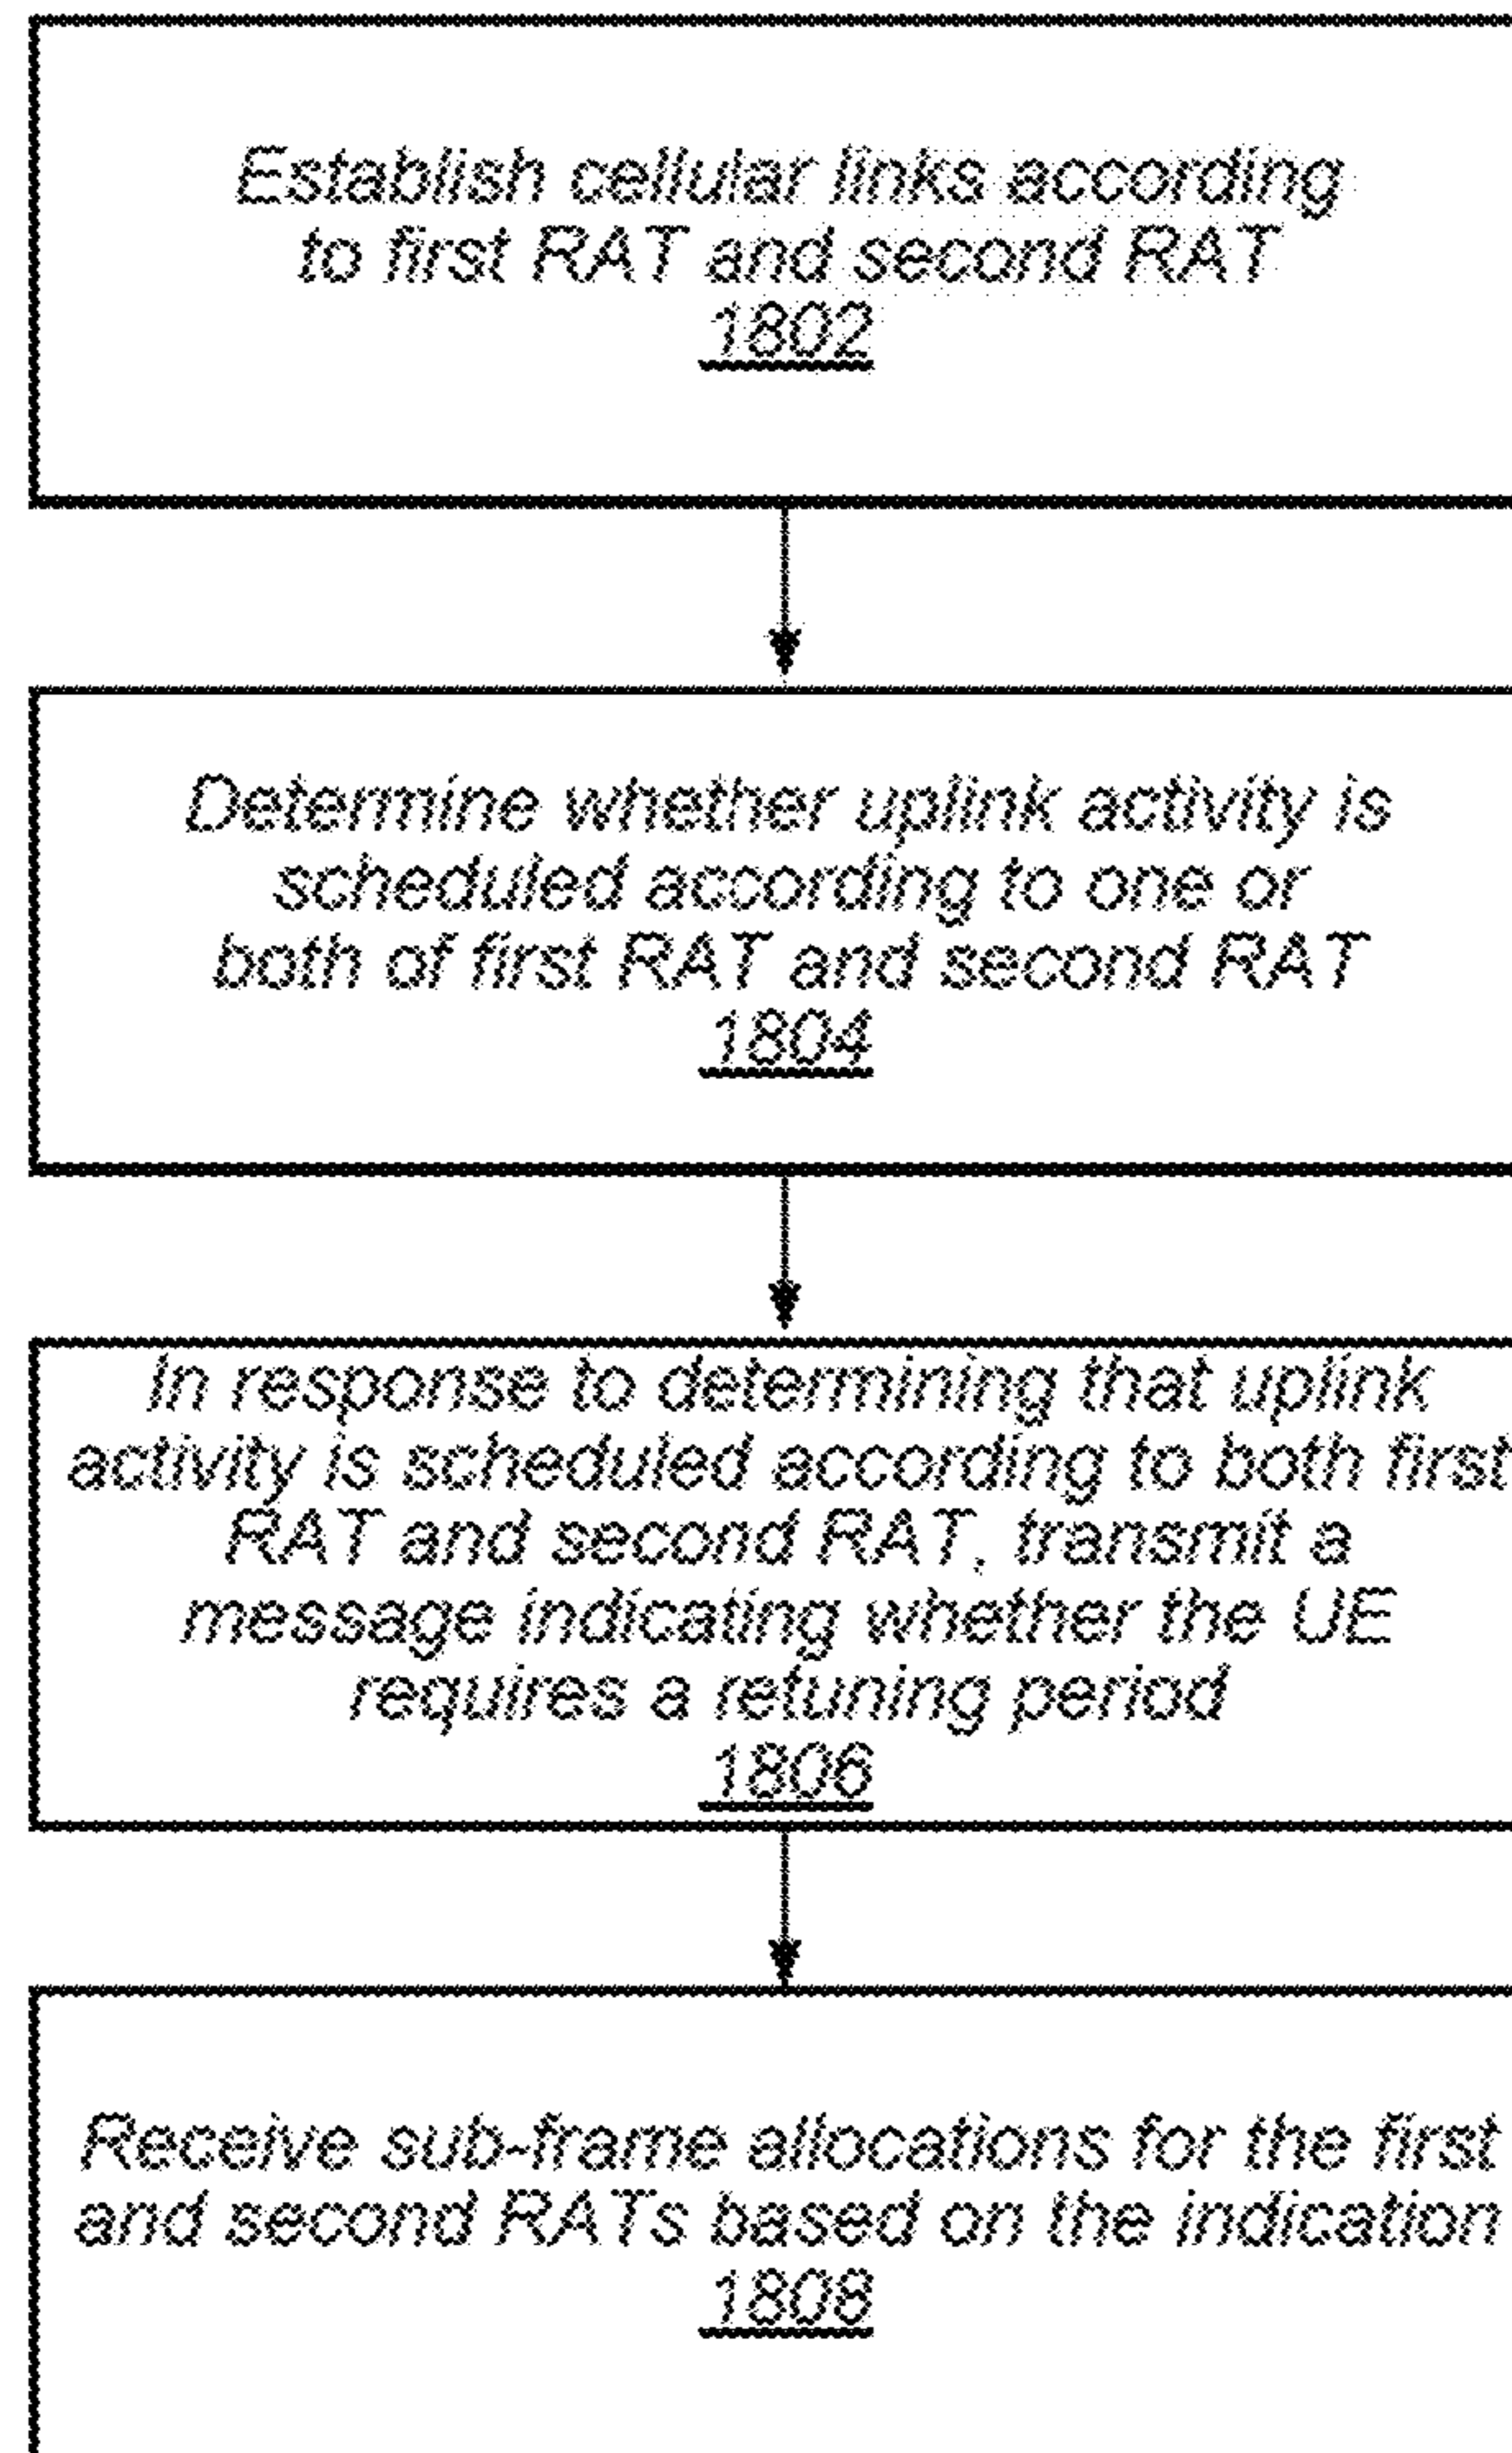 Establish cellular links according
to first RAT and second RAT
1802
Determine whether uplink activity is
scheduled according to one or
both of first RAT and second RAT
1804
In response to determining that uplink
activity is scheduled according to both first
RAT and second RAT, transmit a
message indicating whether the UE
requires a retuning period
1806
Receive sub-frame allocations for the first
and second RATs based on the indication
1808